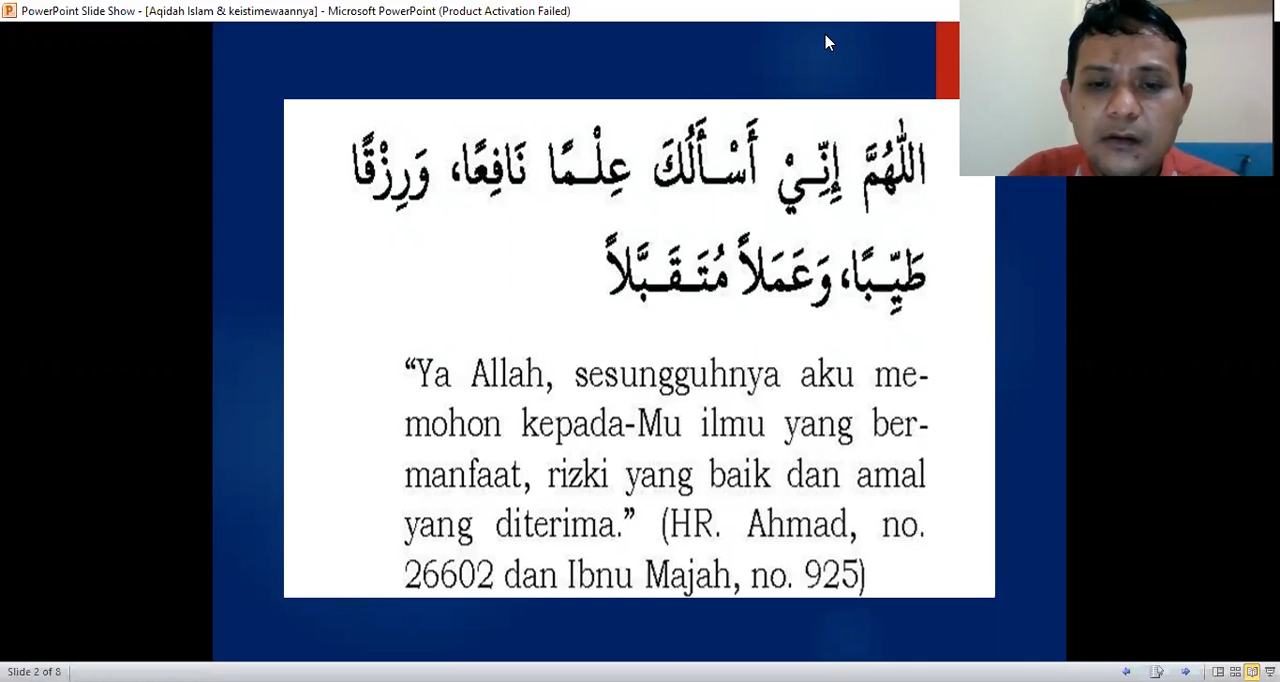 PowerPoint Slide Show - [Aqidah Islam & keistimewaannya] - Microsoft PowerPoint (Product Activation Failed)
اللَّهُمَّ إِنِّـيْ أَسْـأَلُكَ عِلْـمًا نَافِعًا، وَرِزْقًا
طَيِّـبًا، وَعَمَلاً مُتَـقَـبَّلاً
“Ya Allah, sesungguhnya aku me-
mohon kepada-Mu ilmu yang ber-
manfaat, rizki yang baik dan amal
yang diterima.” (HR. Ahmad, no.
26602 dan Ibnu Majah, no. 925)
Slide 2 of 8